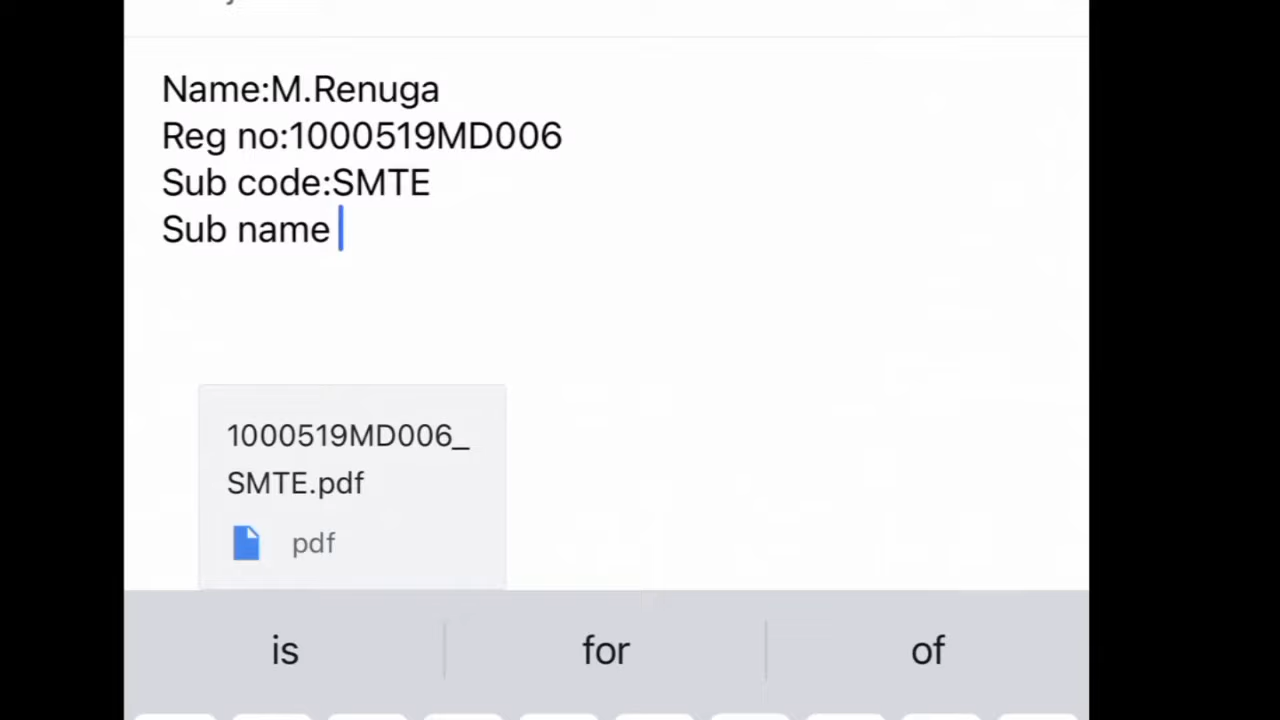 Name:M.Renuga
Reg no:1000519MD006
Sub code:SMTE
Sub name
1000519MD006_
SMTE.pdf
pdf
is for of